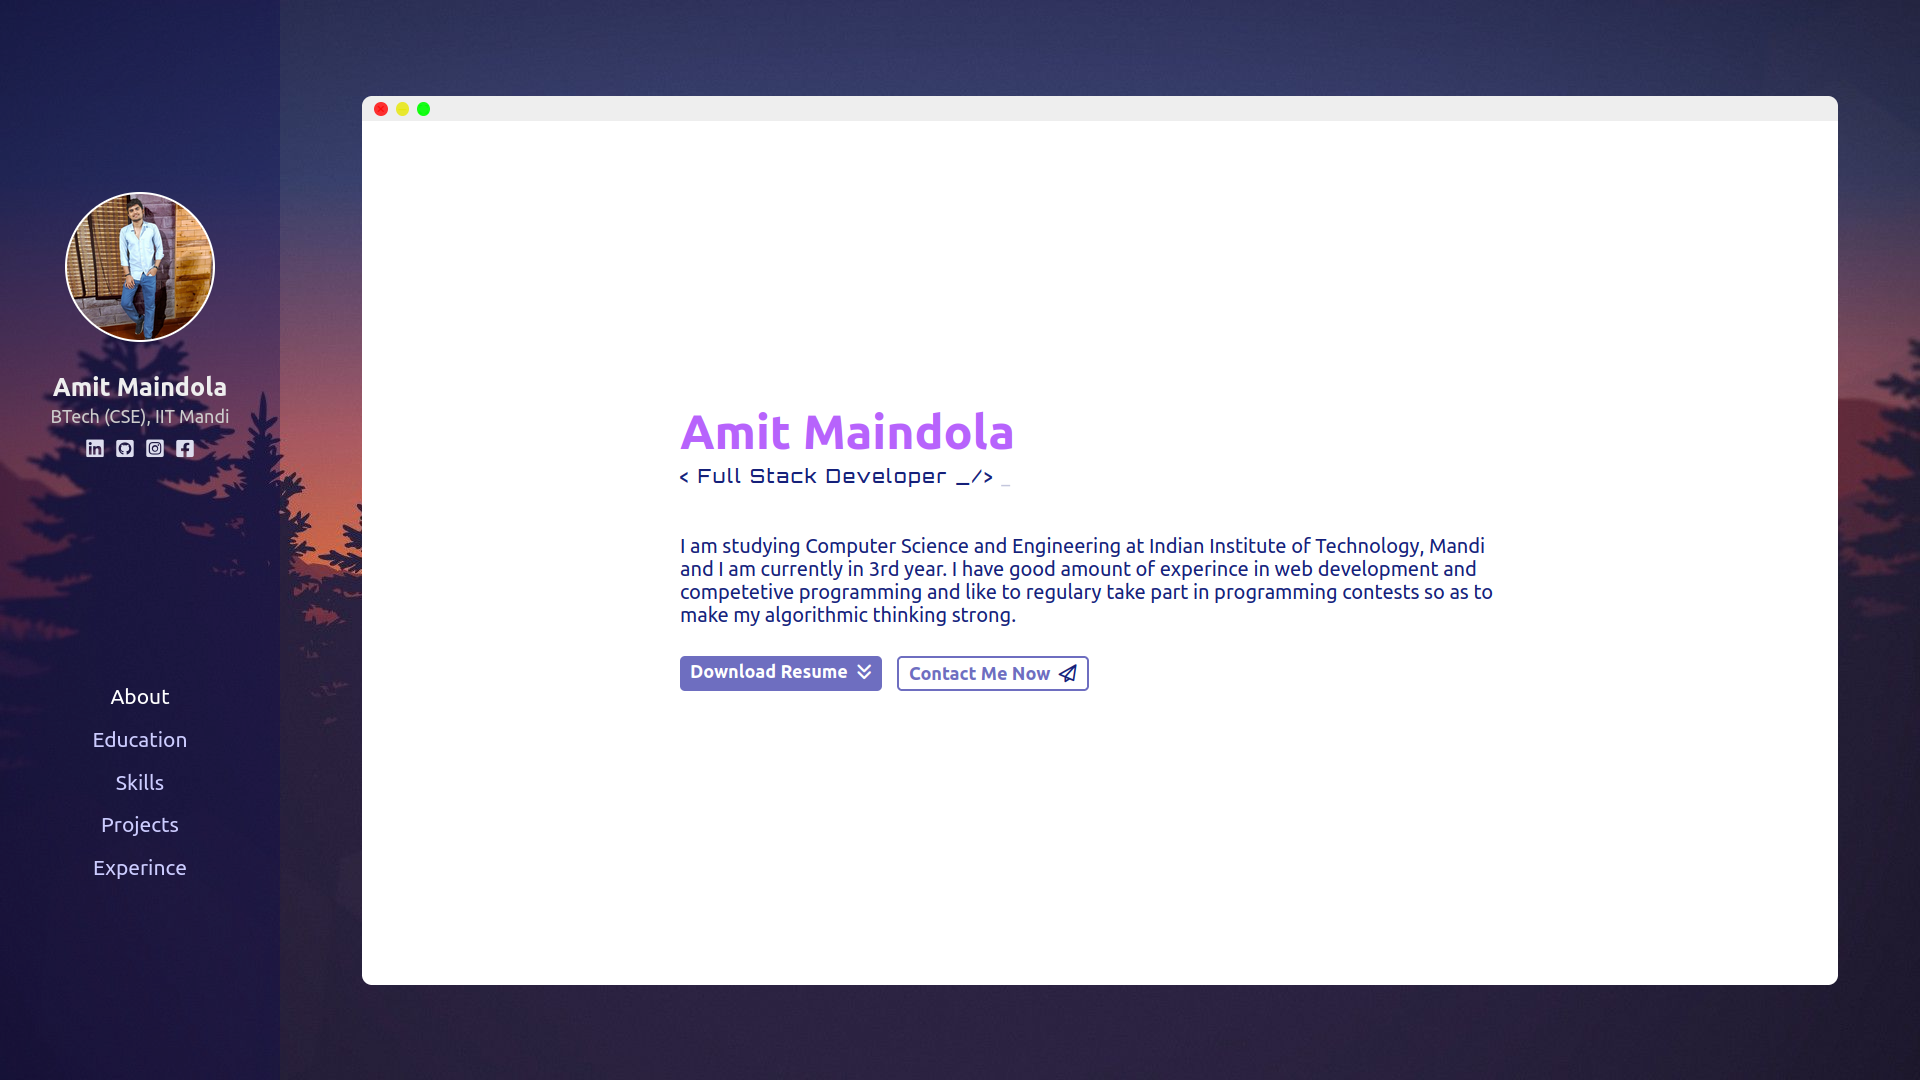 Amit Maindola
BTech (CSE), IIT Mandi
About
Education
Skills
Projects
Experince
Amit Maindola
< Full Stack Developer _/> _
I am studying Computer Science and Engineering at Indian Institute of Technology, Mandi
and I am currently in 3rd year. I have good amount of experince in web development and
competetive programming and like to regulary take part in programming contests so as to
make my algorithmic thinking strong.
Download Resume
Contact Me Now